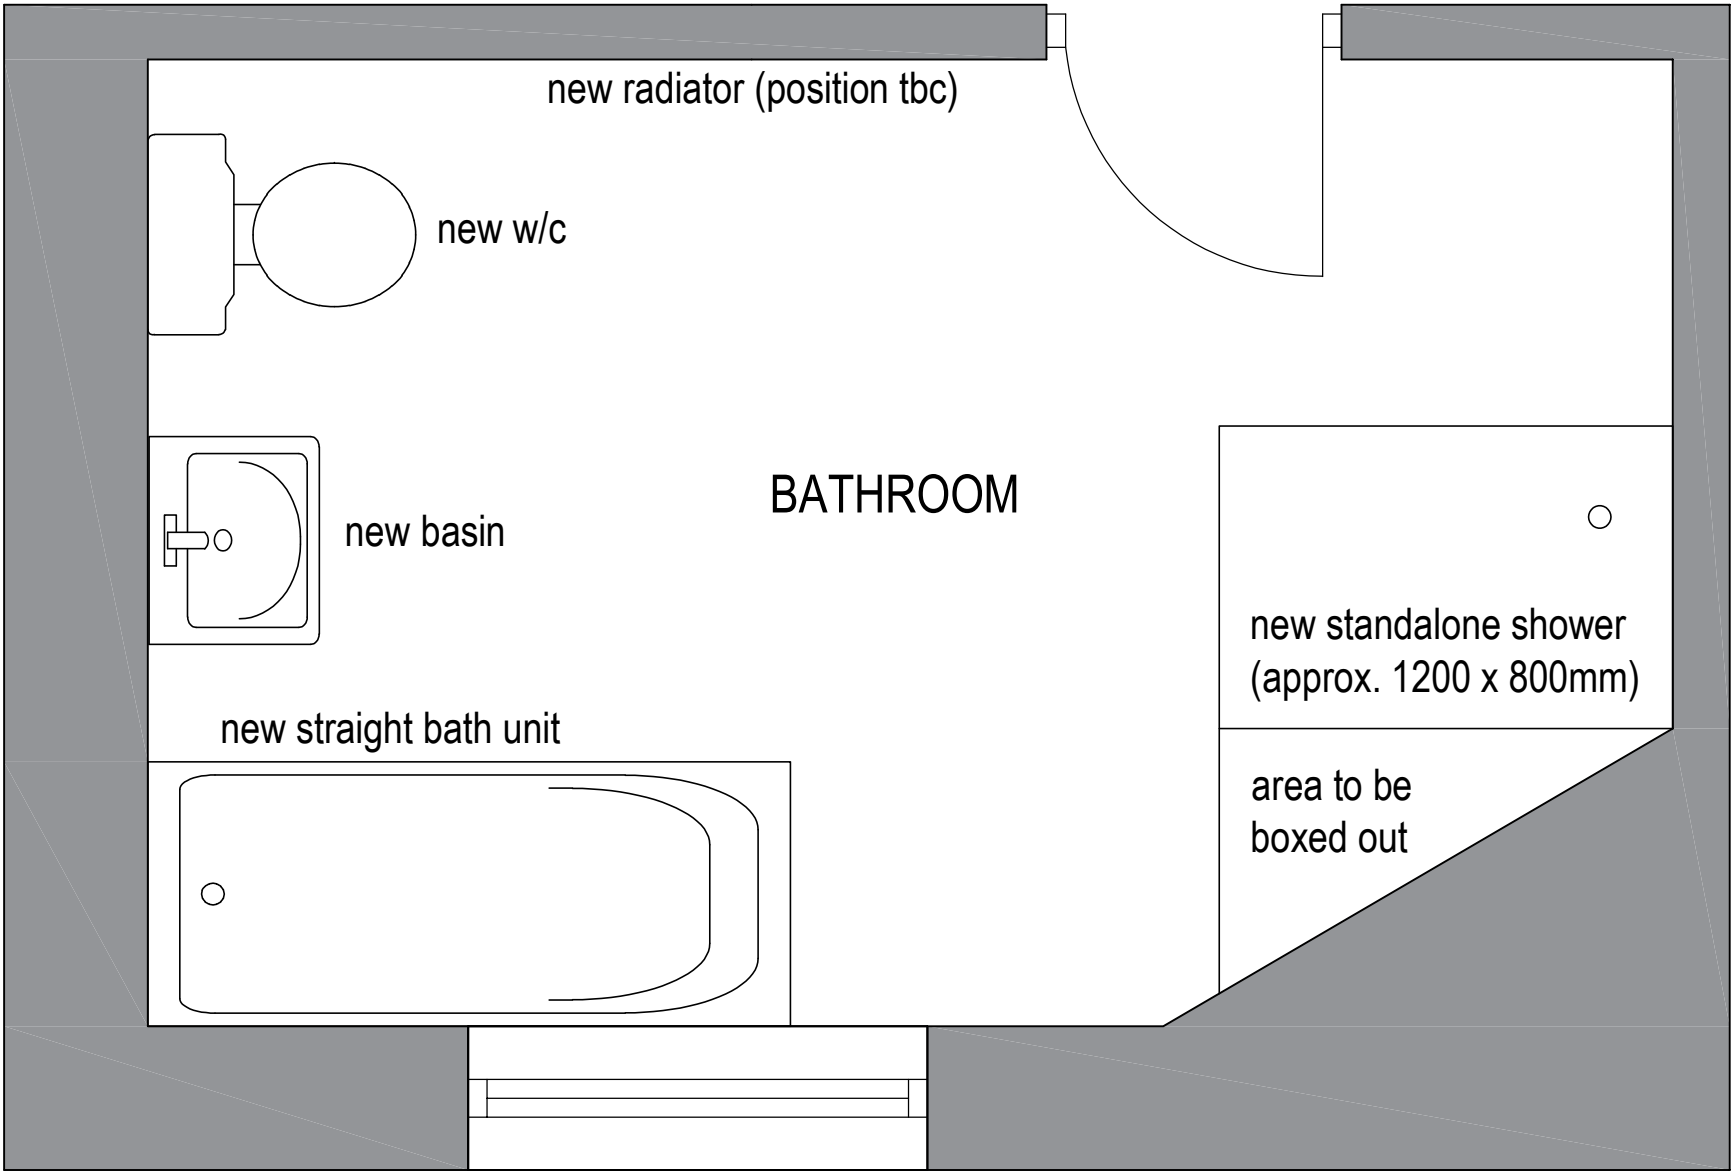 new radiator (position tbc)
new w/c
BATHROOM
new basin
new standalone shower
(approx. 1200 x 800mm)
new straight bath unit
area to be
boxed out